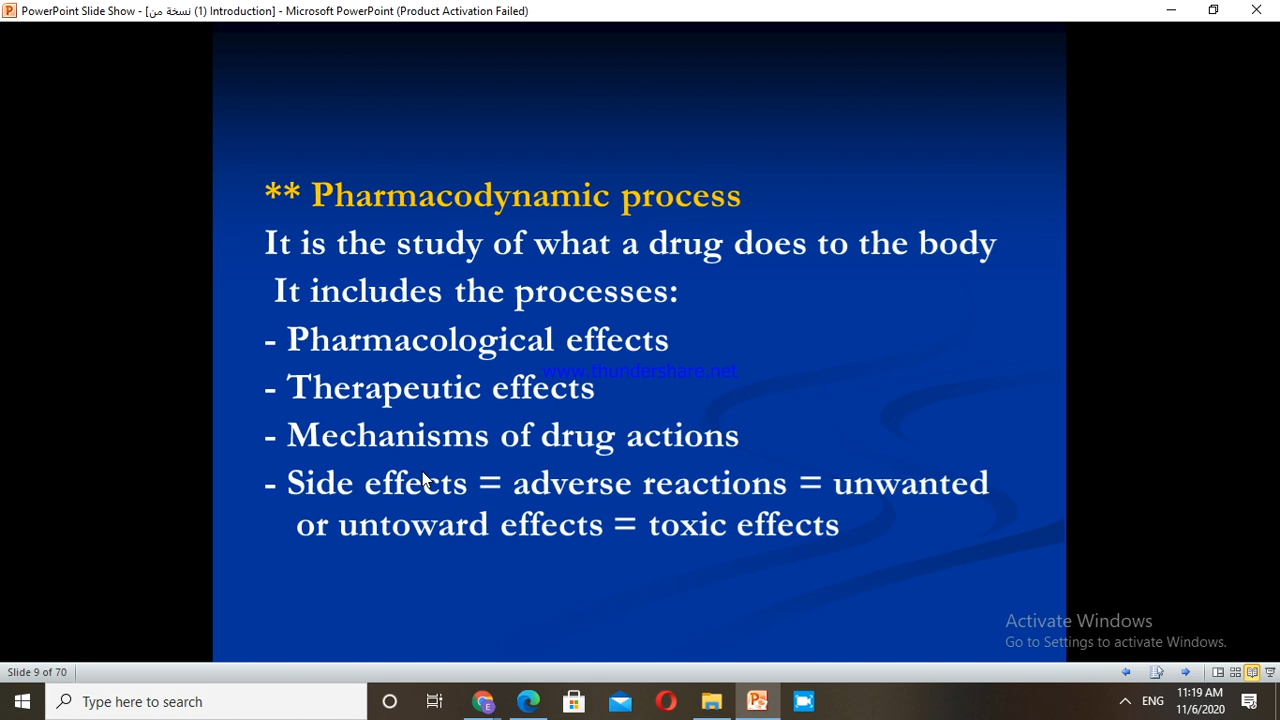 PowerPoint Slide Show - [نسخة من (1) Introduction] - Microsoft PowerPoint (Product Activation Failed)
** Pharmacodynamic process
It is the study of what a drug does to the body
It includes the processes:
- Pharmacological effects
www.thundershare.net
- Therapeutic effects
- Mechanisms of drug actions
- Side effects = adverse reactions = unwanted
or untoward effects = toxic effects
Activate Windows
Go to Settings to activate Windows.
Slide 9 of 70
Type here to search
ENG
11:19 AM
11/6/2020